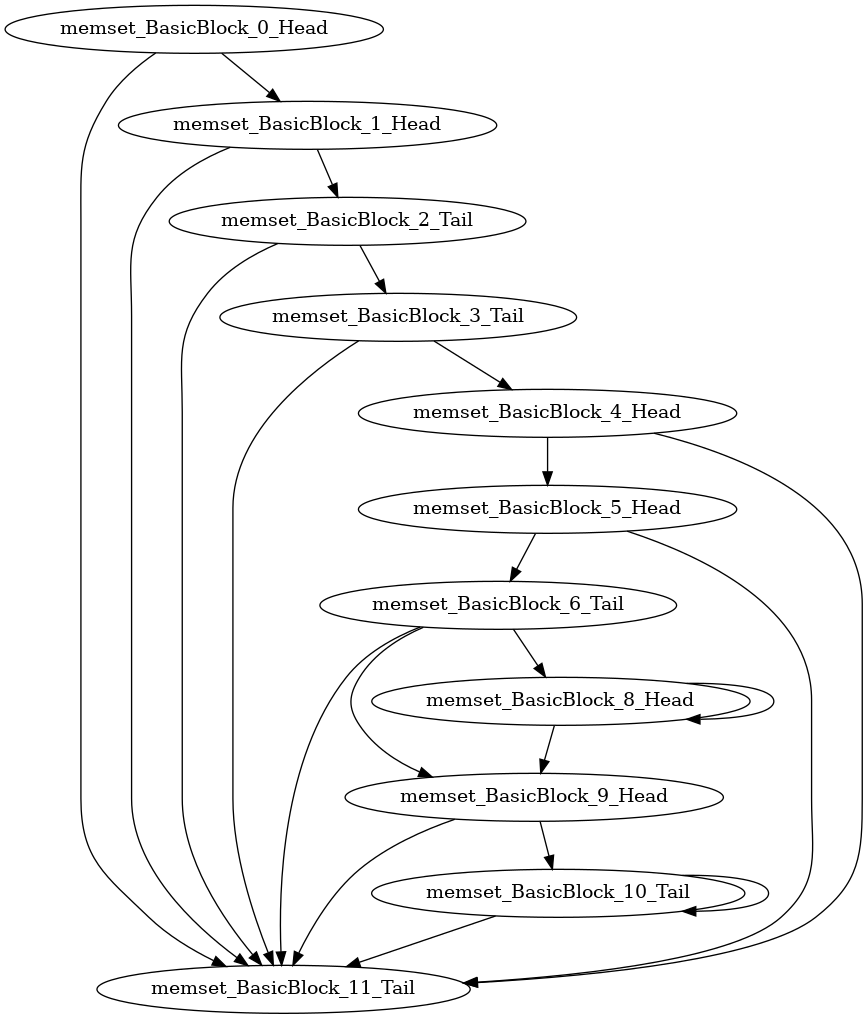 memset_BasicBlock_0_Head
memset_BasicBlock_1_Head
memset_BasicBlock_2_Tail
memset_BasicBlock_3_Tail
memset_BasicBlock_4_Head
memset_BasicBlock_5_Head
memset_BasicBlock_6_Tail
memset_BasicBlock_8_Head
memset_BasicBlock_9_Head
memset_BasicBlock_10_Tail
memset_BasicBlock_11_Tail